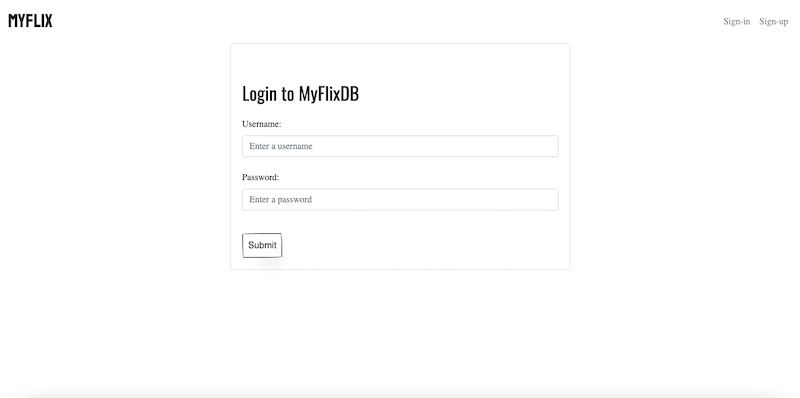 MYFLIX
Sign-in Sign-up
Login to MyFlixDB
Username:
Enter a username
Password:
Enter a password
Submit